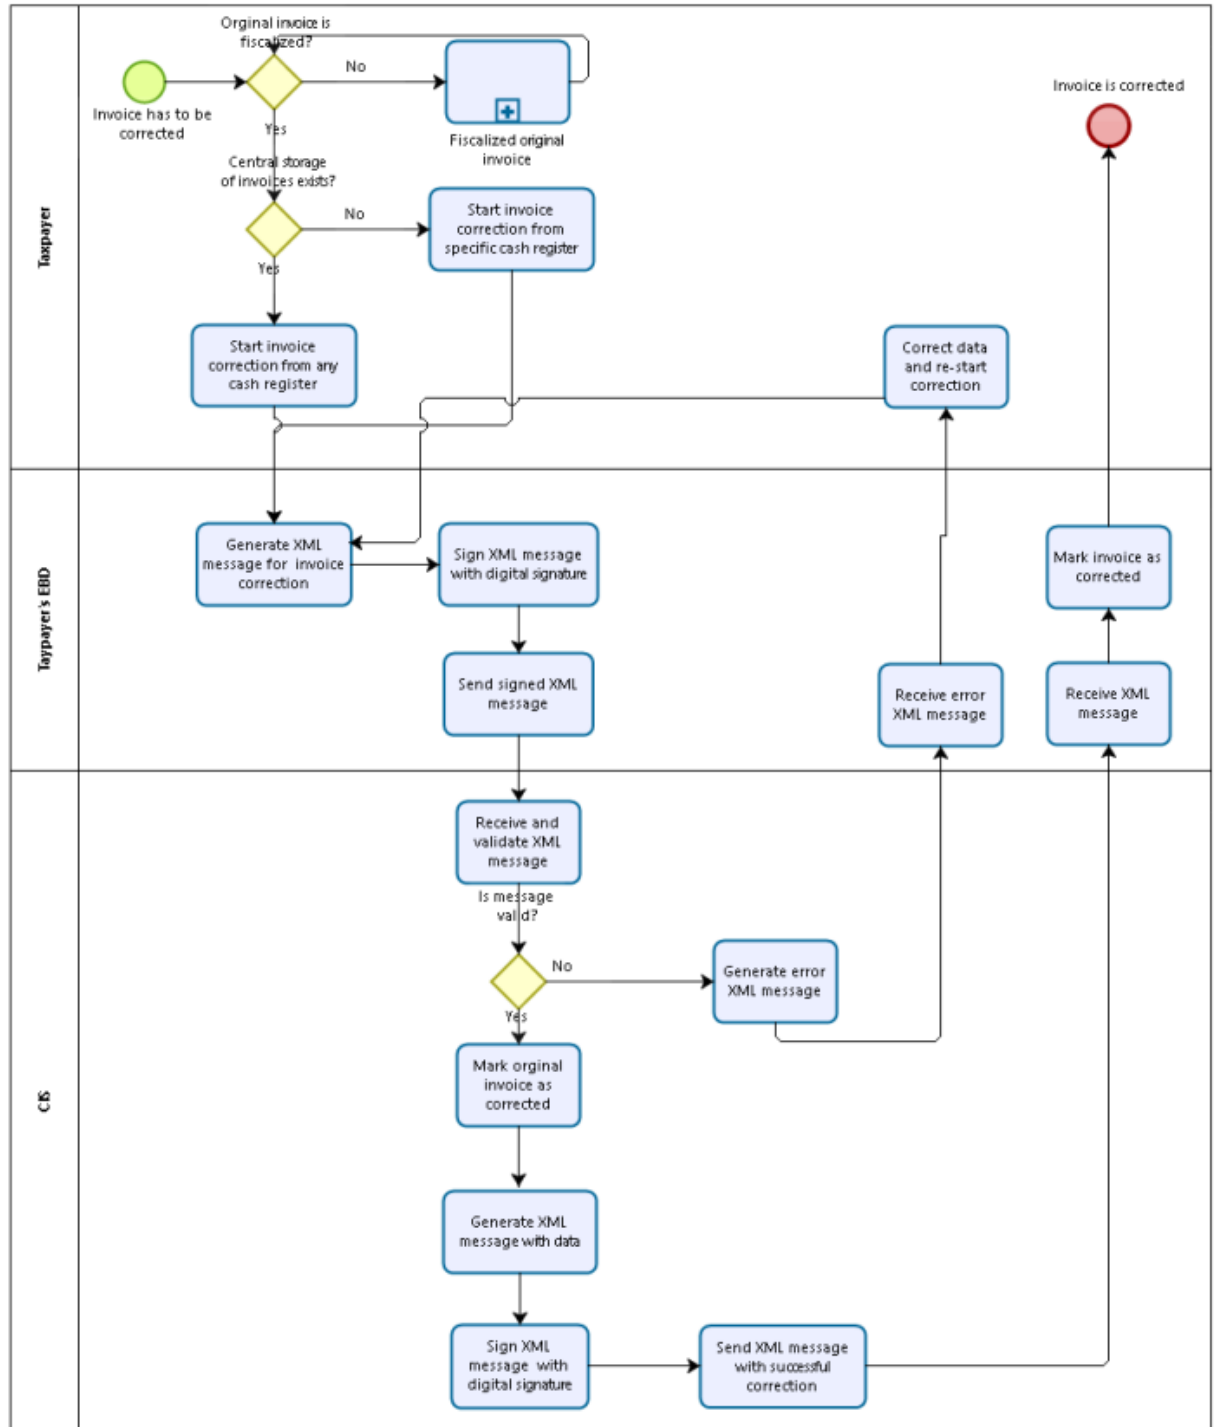 Orginal invoice is
fiscalized?
No
Invoice has to be
corrected
Yes
Fiscalized original
invoice
Invoice is corrected
Central storage
of invoices exists?
No
Start invoice
correction from
specific cash register
Yes
Taxpayer
Start invoice
correction from any
cash register
Correct data
and re-start
correction
Generate XML
message for invoice
correction
Sign XML message
with digital signature
Mark invoice as
corrected
Taypayer's EBD
Send signed XML
message
Receive error
XML message
Receive XML
message
Receive and
validate XML
message
Is message
valid?
No
Generate error
XML message
Yes
Mark orginal
invoice as
corrected
CIS
Generate XML
message with data
Sign XML
message with
digital signature
Send XML message
with successful
correction